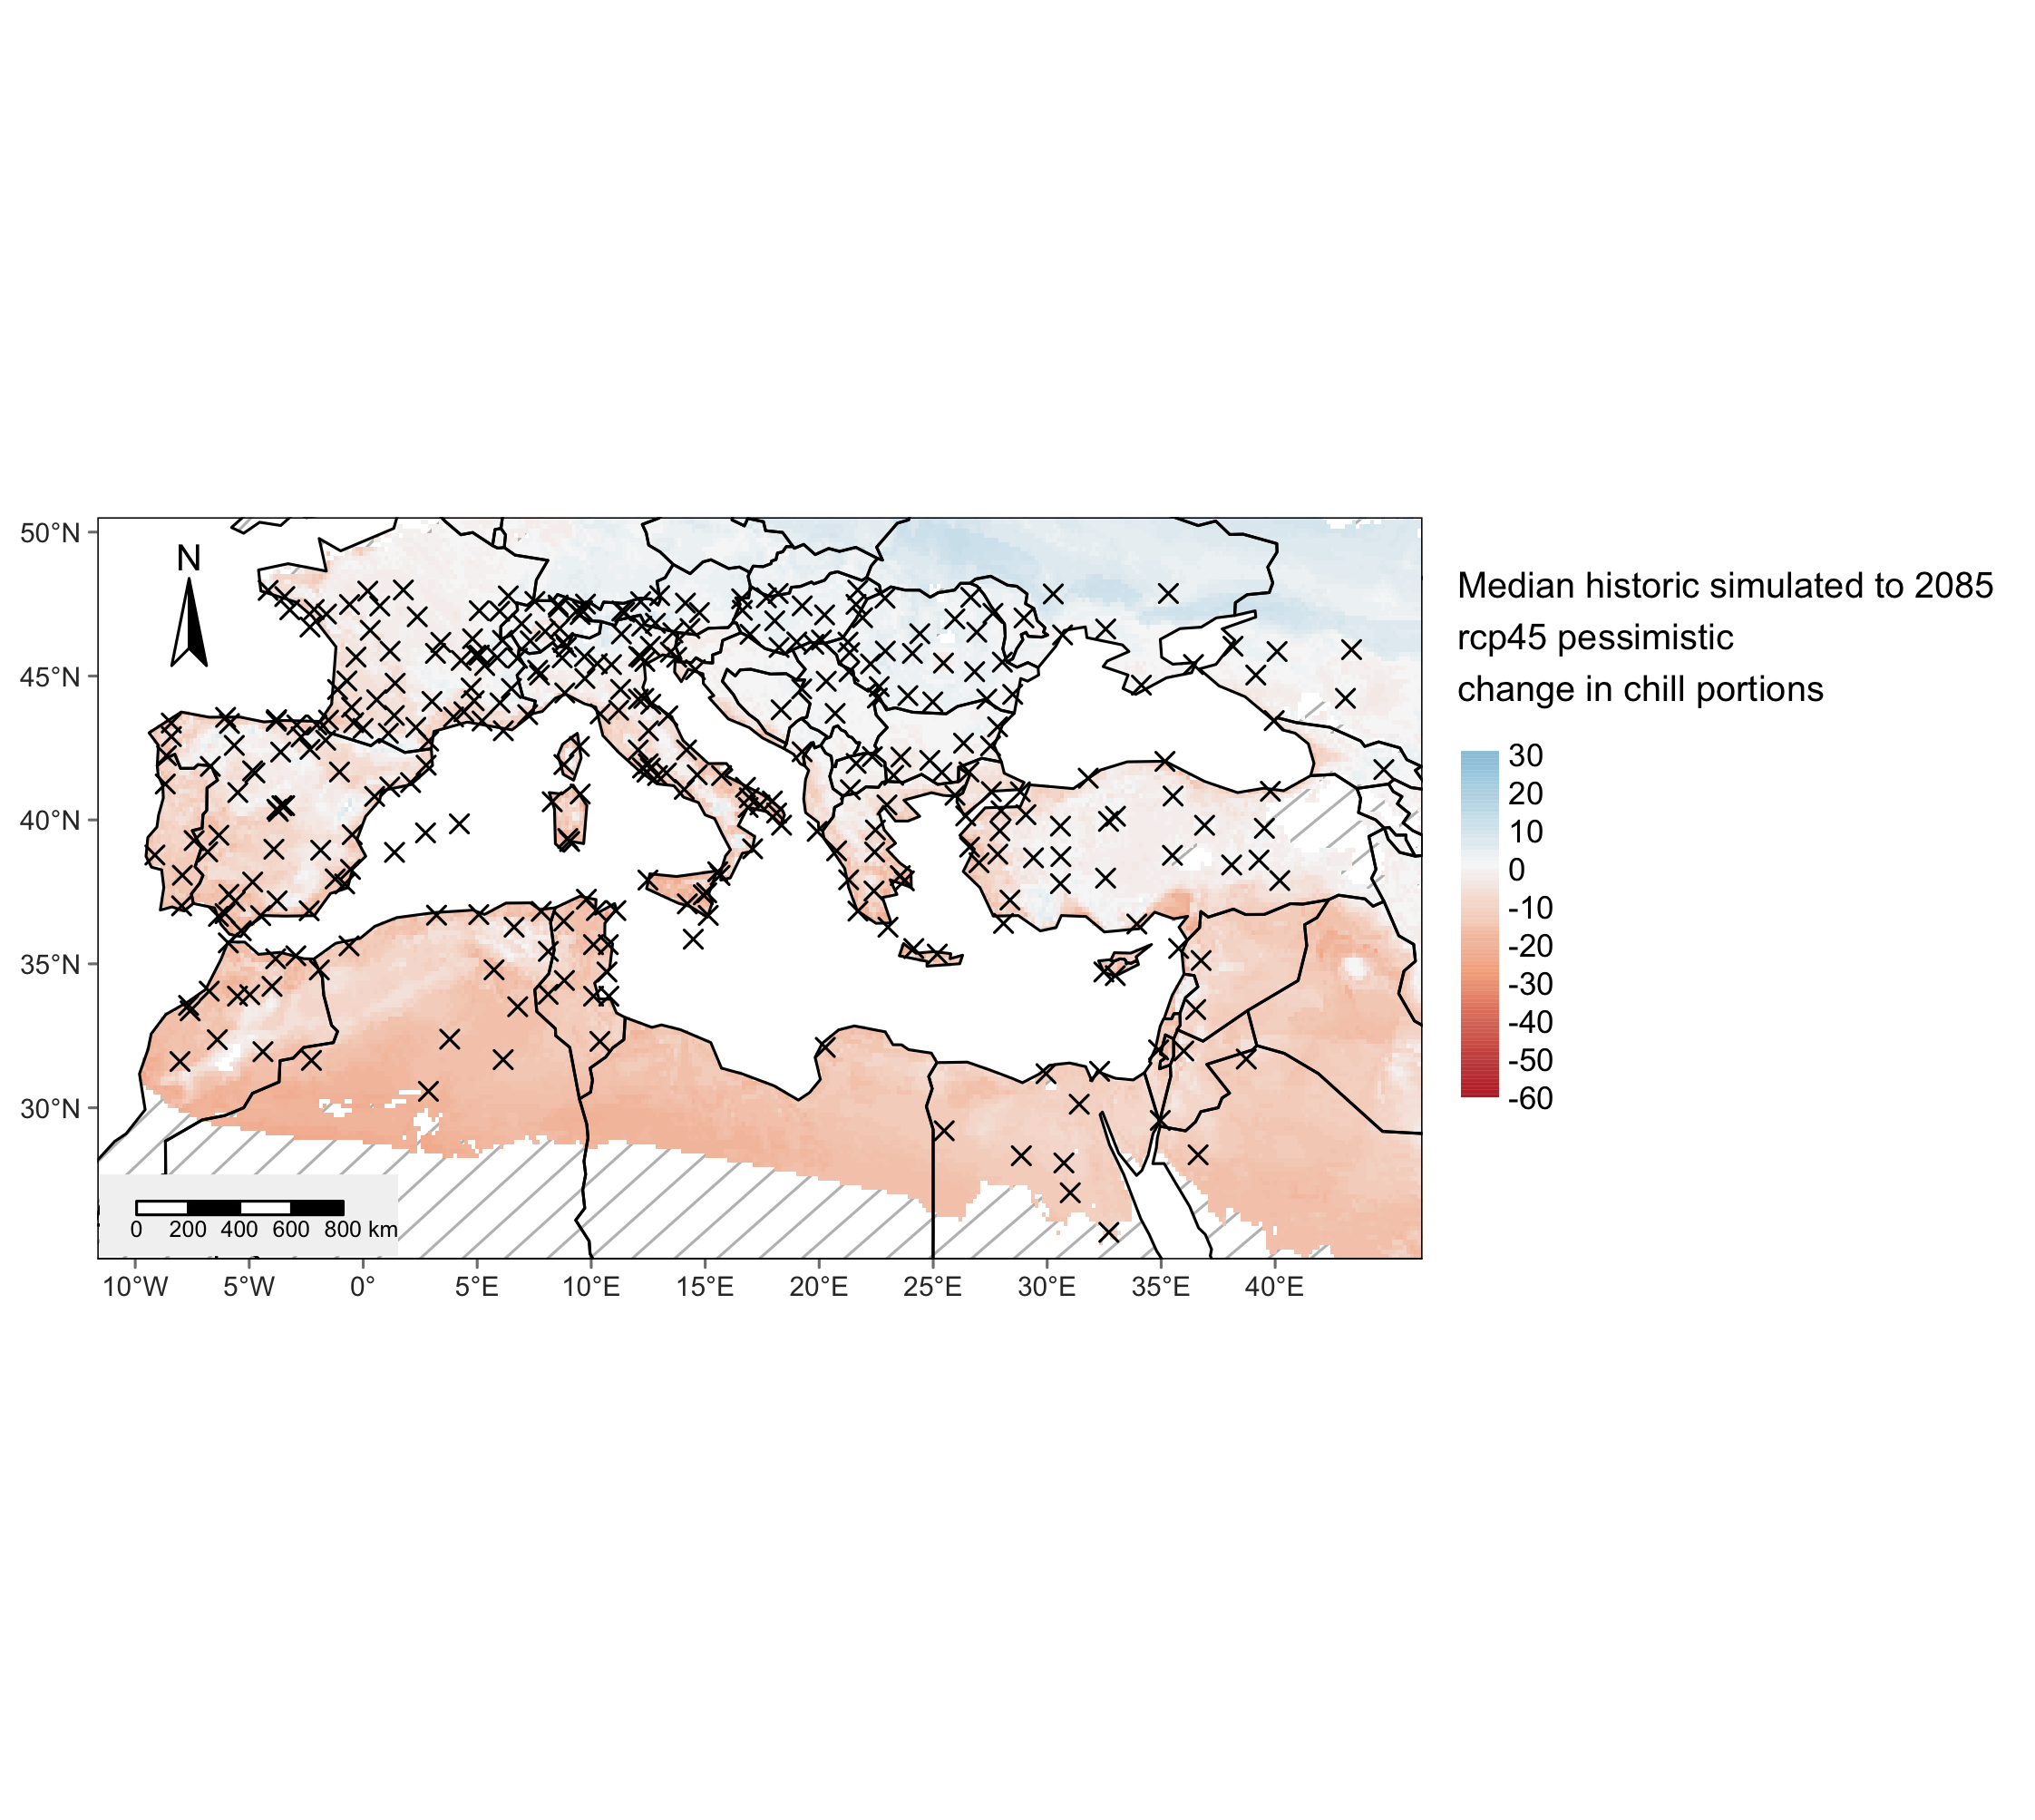 50°N
45°N
40°N
35°N
30°N
N
0 200 400 600 800 km
10°W 5°W 0° 5°E 10°E 15°E 20°E 25°E 30°E 35°E 40°E
Median historic simulated to 2085
rcp45 pessimistic
change in chill portions
30
20
10
0
-10
-20
-30
-40
-50
-60